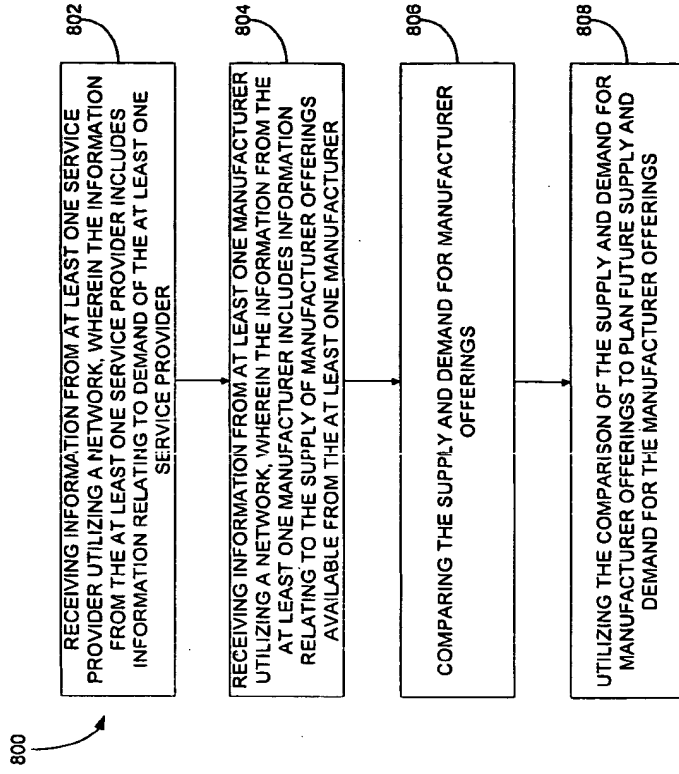 800
802
RECEIVING INFORMATION FROM AT LEAST ONE SERVICE
PROVIDER UTILIZING A NETWORK, WHEREIN THE INFORMATION
FROM THE AT LEAST ONE SERVICE PROVIDER INCLUDES
INFORMATION RELATING TO DEMAND OF THE AT LEAST ONE
SERVICE PROVIDER
804
RECEIVING INFORMATION FROM AT LEAST ONE MANUFACTURER
UTILIZING A NETWORK, WHEREIN THE INFORMATION FROM THE
AT LEAST ONE MANUFACTURER INCLUDES INFORMATION
RELATING TO THE SUPPLY OF MANUFACTURER OFFERINGS
AVAILABLE FROM THE AT LEAST ONE MANUFACTURER
806
COMPARING THE SUPPLY AND DEMAND FOR MANUFACTURER
OFFERINGS
808
UTILIZING THE COMPARISON OF THE SUPPLY AND DEMAND FOR
MANUFACTURER OFFERINGS TO PLAN FUTURE SUPPLY AND
DEMAND FOR THE MANUFACTURER OFFERINGS